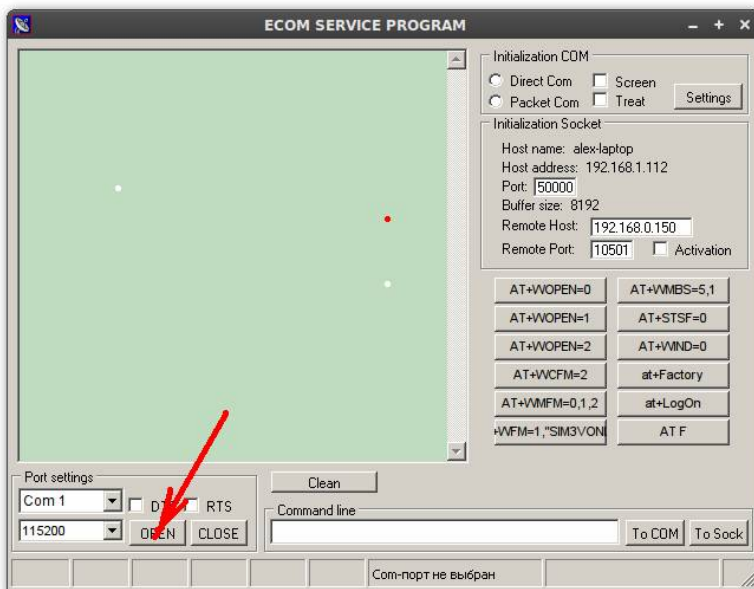 ECOM SERVICE PROGRAM
Initialization COM
Direct Com Screen
Packet Com Treat Settings
Initialization Socket
Host name: alex-laptop
Host address: 192.168.1.112
Port: 50000
Buffer size: 8192
Remote Host: 192.168.0.150
Remote Port: 10501 Activation
AT+WOPEN=0 AT+WMBS=5,1
AT+WOPEN=1 AT+STSF=0
AT+WOPEN=2 AT+WIND=0
AT+WCFM=2 at+Factory
AT+WMFM=0,1,2 at+LogOn
+WFM=1,"SIM3VON AT F
Port settings
Com 1 RTS
115200 OPEN CLOSE
Clean
Command line
To COM To Sock
Com-порт не выбран